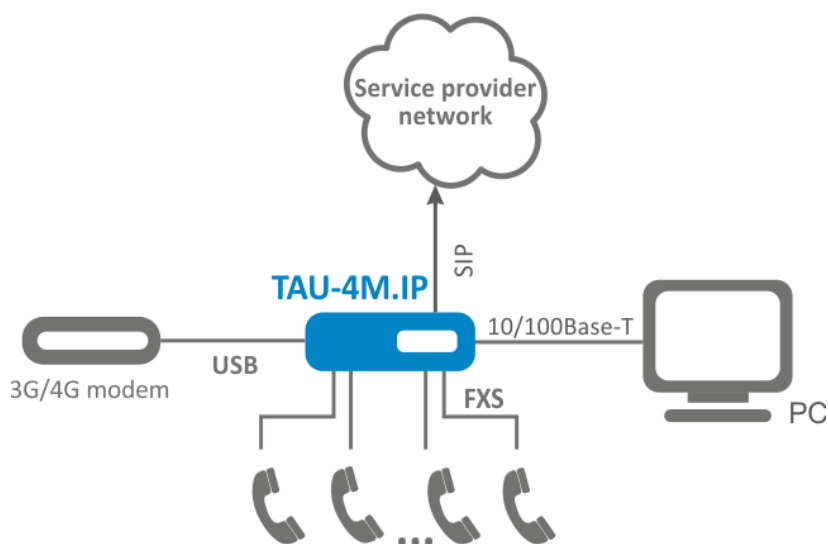 Service provider
network
SIP
TAU-4M.IP
10/100Base-T
USB
3G/4G modem
FXS
PC
...